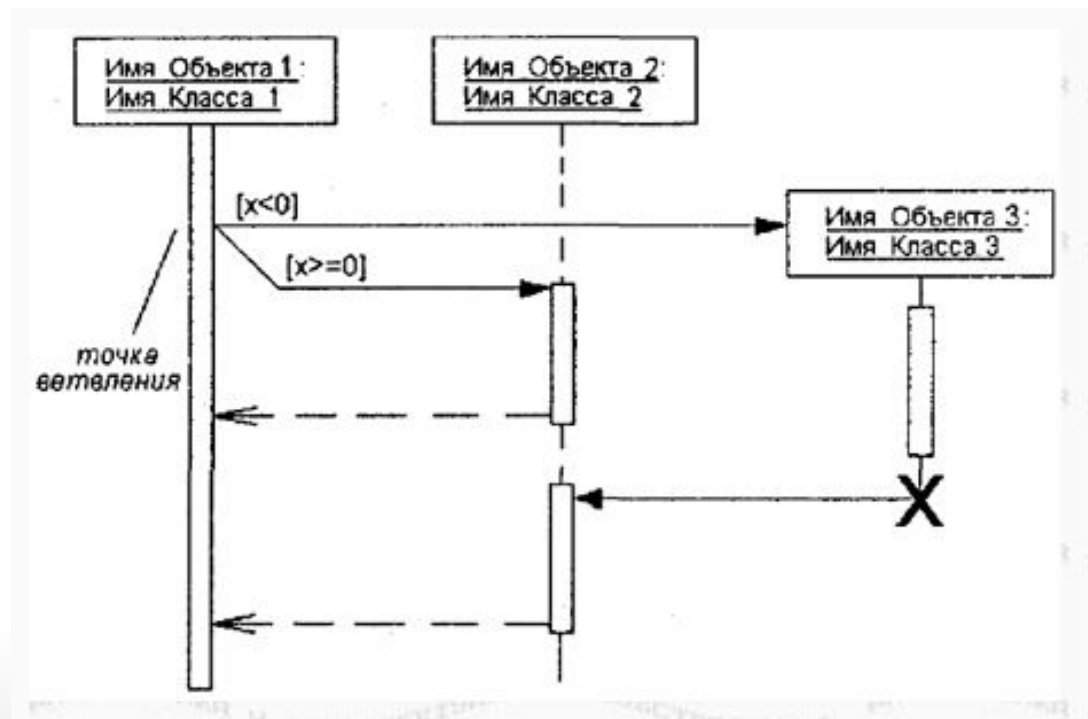 Имя Объекта 1:
Имя Класса 1
Имя Объекта 2:
Имя Класса 2
[x<0]
Имя Объекта 3:
Имя Класса 3
[x>=0]
точка
ветвления
X